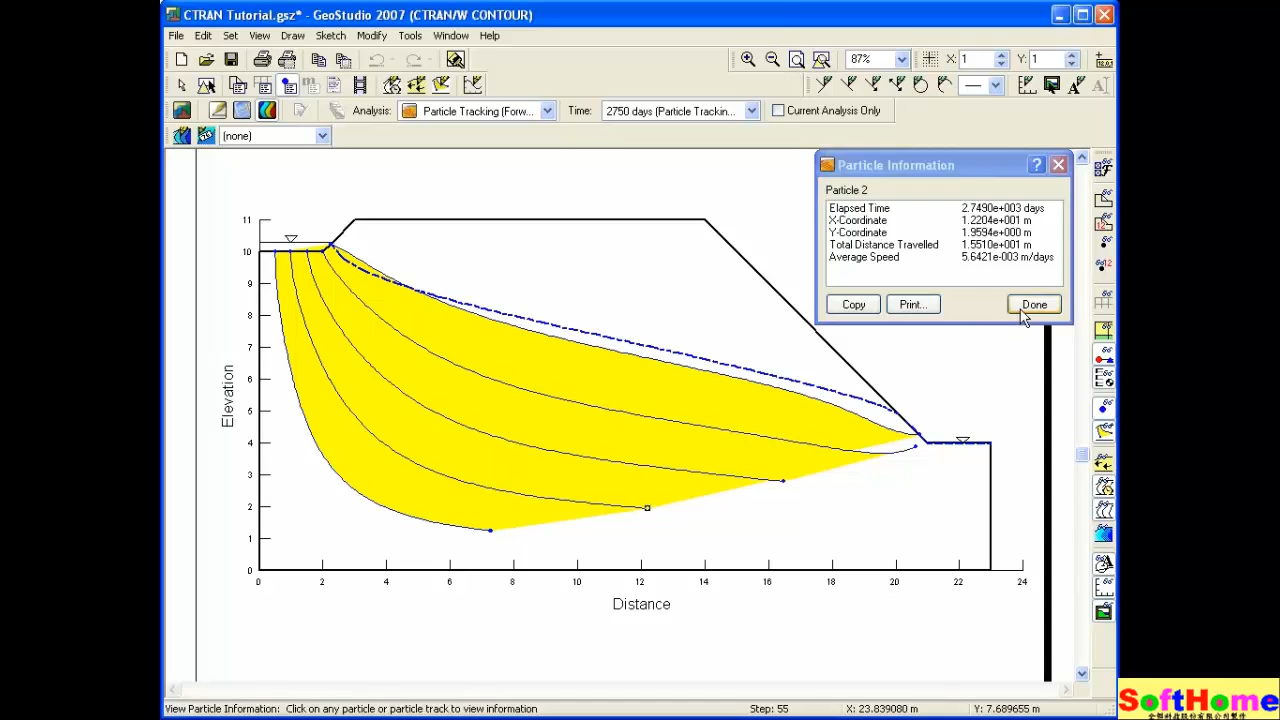 CTRAN Tutorial.gsz* - GeoStudio 2007 (CTRAN/W CONTOUR)
File Edit Set View Draw Sketch Modify Tools Window Help
87% X: 1 Y: 1
Analysis: Particle Tracking (Forw... Time: 2750 days (Particle Trackin... Current Analysis Only
(none)
Particle Information
Particle 2
Elapsed Time 2.7490e+003 days
X-Coordinate 1.2204e+001 m
Y-Coordinate 1.9594e+000 m
Total Distance Travelled 1.5510e+001 m
Average Speed 5.6421e-003 m/days
Copy Print... Done
11
10
9
8
7
6
5
4
3
2
1
0
Elevation
0 2 4 6 8 10 12 14 16 18 20 22 24
Distance
View Particle Information: Click on any particle or particle track to view information Step: 55 X: 23.839080 m Y: 7.689655 m
SoftHome